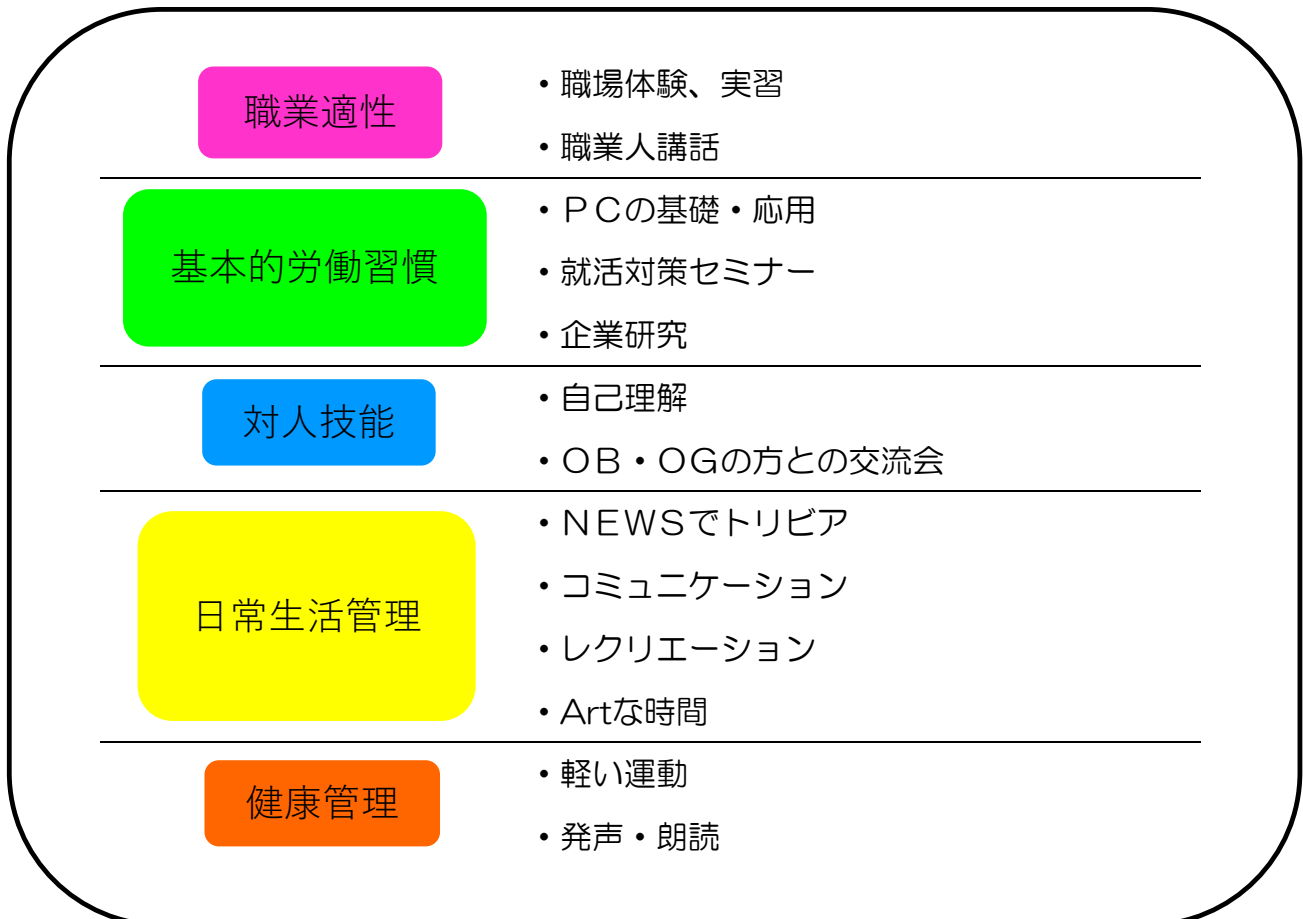 職業適性
・職場体験、実習
・職業人講話
基本的労働習慣
・ＰＣの基礎・応用
・就活対策セミナー
・企業研究
対人技能
・自己理解
・ＯＢ・ＯＧの方との交流会
日常生活管理
・ＮＥＷＳでトリビア
・コミュニケーション
・レクリエーション
・Artな時間
健康管理
・軽い運動
・発声・朗読